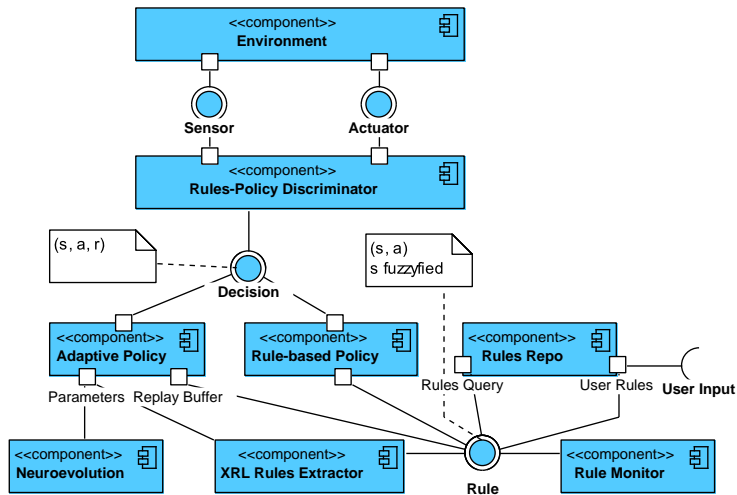 <<component>>
Environment
Sensor
Actuator
<<component>>
Rules-Policy Discriminator
(s, a, r)
(s, a)
s fuzzyfied
Decision
<<component>>
Adaptive Policy
<<component>>
Rule-based Policy
<<component>>
Rules Repo
Parameters
Replay Buffer
Rules Query
User Rules
User Input
<<component>>
Neuroevolution
<<component>>
XRL Rules Extractor
<<component>>
Rule Monitor
Rule